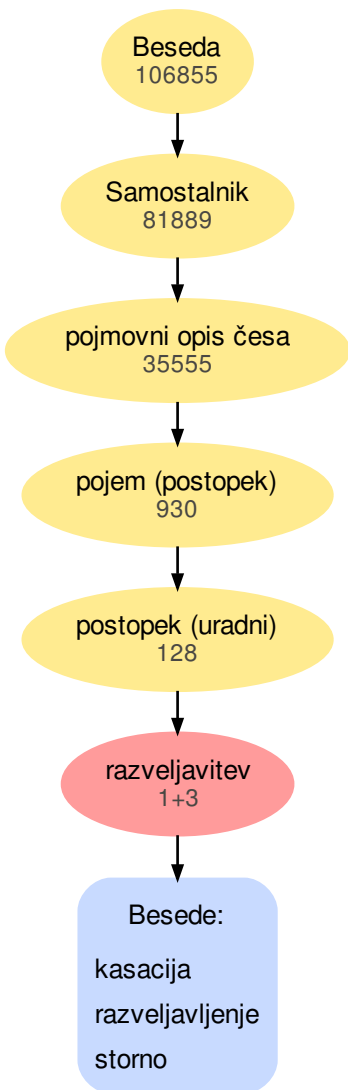 Beseda
106855
Samostalnik
81889
pojmovni opis česa
35555
pojem (postopek)
930
postopek (uradni)
128
razveljavitev
1+3
Besede:
kasacija
razveljavljenje
storno